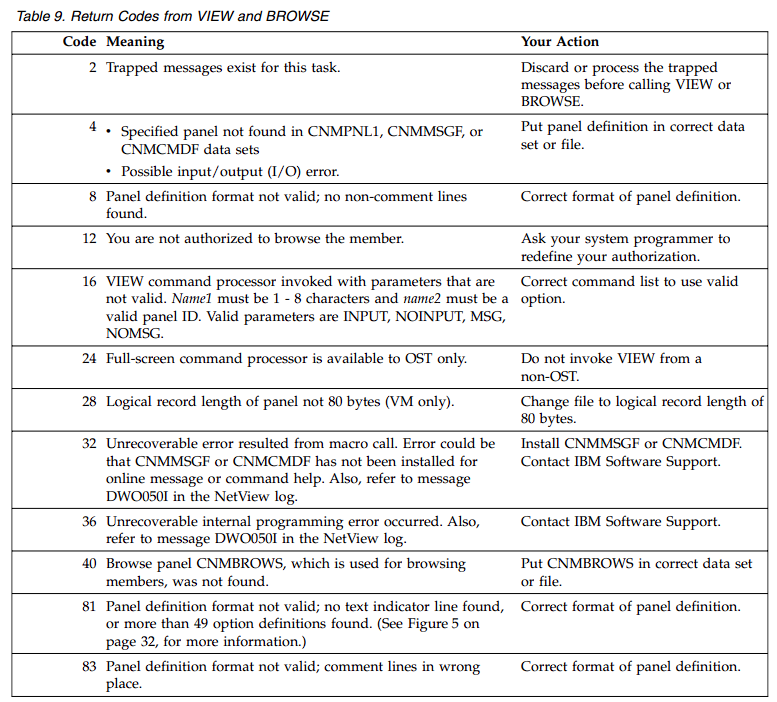 Table 9. Return Codes from VIEW and BROWSE
Code Meaning Your Action
2 Trapped messages exist for this task. Discard or process the trapped
messages before calling VIEW or
BROWSE.
4 • Specified panel not found in CNMPNL1, CNMMSGF, or Put panel definition in correct data
CNMCMDF data sets set or file.
• Possible input/output (I/O) error.
8 Panel definition format not valid; no non-comment lines Correct format of panel definition.
found.
12 You are not authorized to browse the member. Ask your system programmer to
redefine your authorization.
16 VIEW command processor invoked with parameters that are Correct command list to use valid
not valid. Name1 must be 1 - 8 characters and name2 must be a option.
valid panel ID. Valid parameters are INPUT, NOINPUT, MSG,
NOMSG.
24 Full-screen command processor is available to OST only. Do not invoke VIEW from a
non-OST.
28 Logical record length of panel not 80 bytes (VM only). Change file to logical record length of
80 bytes.
32 Unrecoverable error resulted from macro call. Error could be Install CNMMSGF or CNMCMDF.
that CNMMSGF or CNMCMDF has not been installed for Contact IBM Software Support.
online message or command help. Also, refer to message
DWO050I in the NetView log.
36 Unrecoverable internal programming error occurred. Also, Contact IBM Software Support.
refer to message DWO050I in the NetView log.
40 Browse panel CNMBROWS, which is used for browsing Put CNMBROWS in correct data set
members, was not found. or file.
81 Panel definition format not valid; no text indicator line found, Correct format of panel definition.
or more than 49 option definitions found. (See Figure 5 on
page 32, for more information.)
83 Panel definition format not valid; comment lines in wrong Correct format of panel definition.
place.